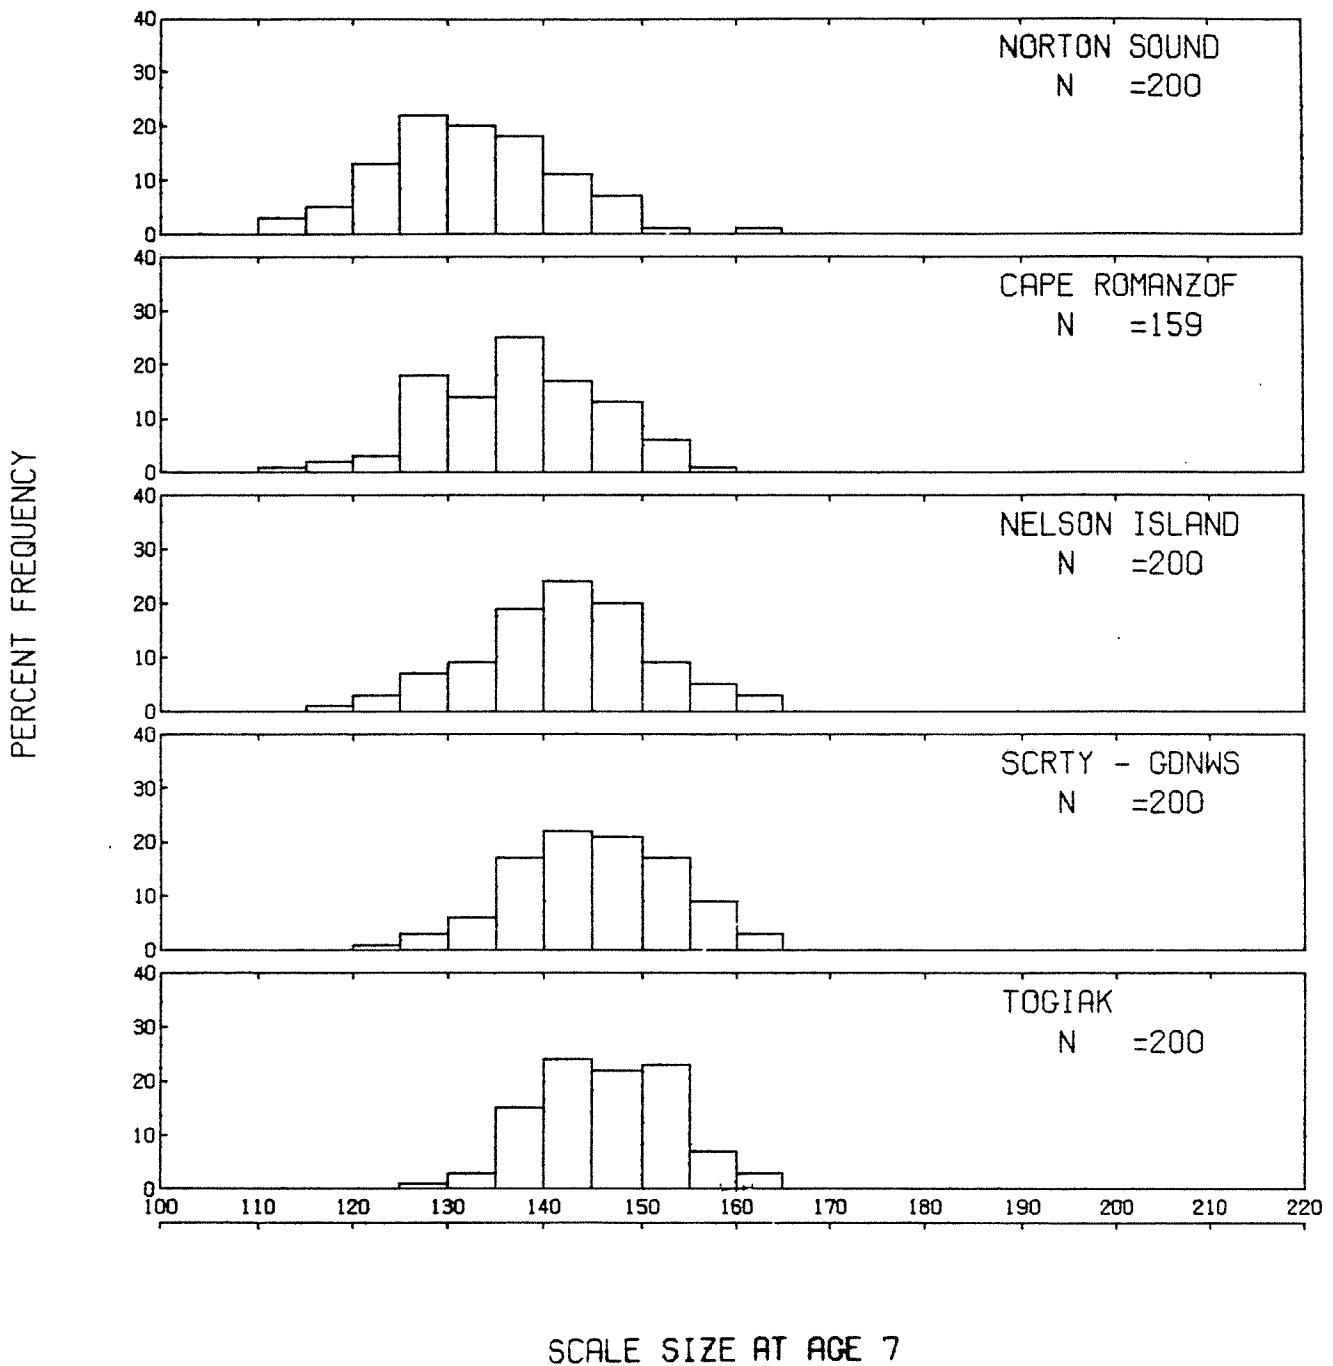 40
30
20
10
0
NORTON SOUND
N =200
40
30
20
10
0
CAPE ROMANZOF
N =159
40
30
20
10
0
NELSON ISLAND
N =200
40
30
20
10
0
SCRTY - GDNWS
N =200
40
30
20
10
0
TOGIAK
N =200
100 110 120 130 140 150 160 170 180 190 200 210 220
PERCENT FREQUENCY
SCALE SIZE AT AGE 7